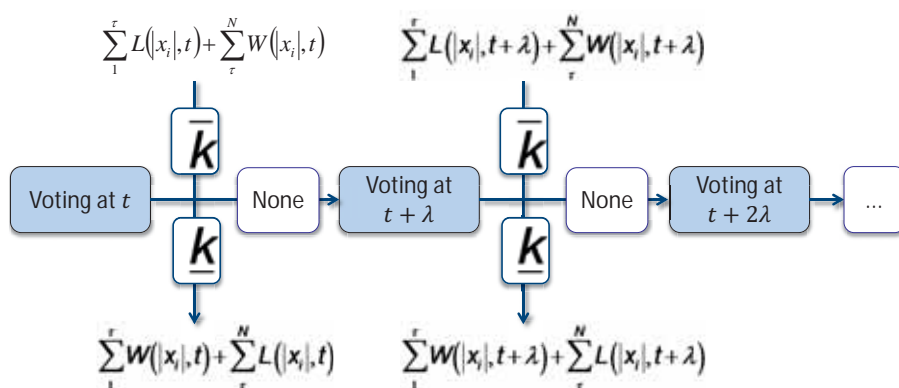 ∑_1^τ L(|x_i|,t)+∑_τ^N W(|x_i|,t)
∑_1^τ L(|x_i|,t+λ)+∑_τ^N W(|x_i|,t+λ)
k̅
k̅
Voting at t
None
Voting at
t + λ
None
Voting at
t + 2λ
...
k̲
k̲
∑_1^τ W(|x_i|,t)+∑_τ^N L(|x_i|,t)
∑_1^τ W(|x_i|,t+λ)+∑_τ^N L(|x_i|,t+λ)